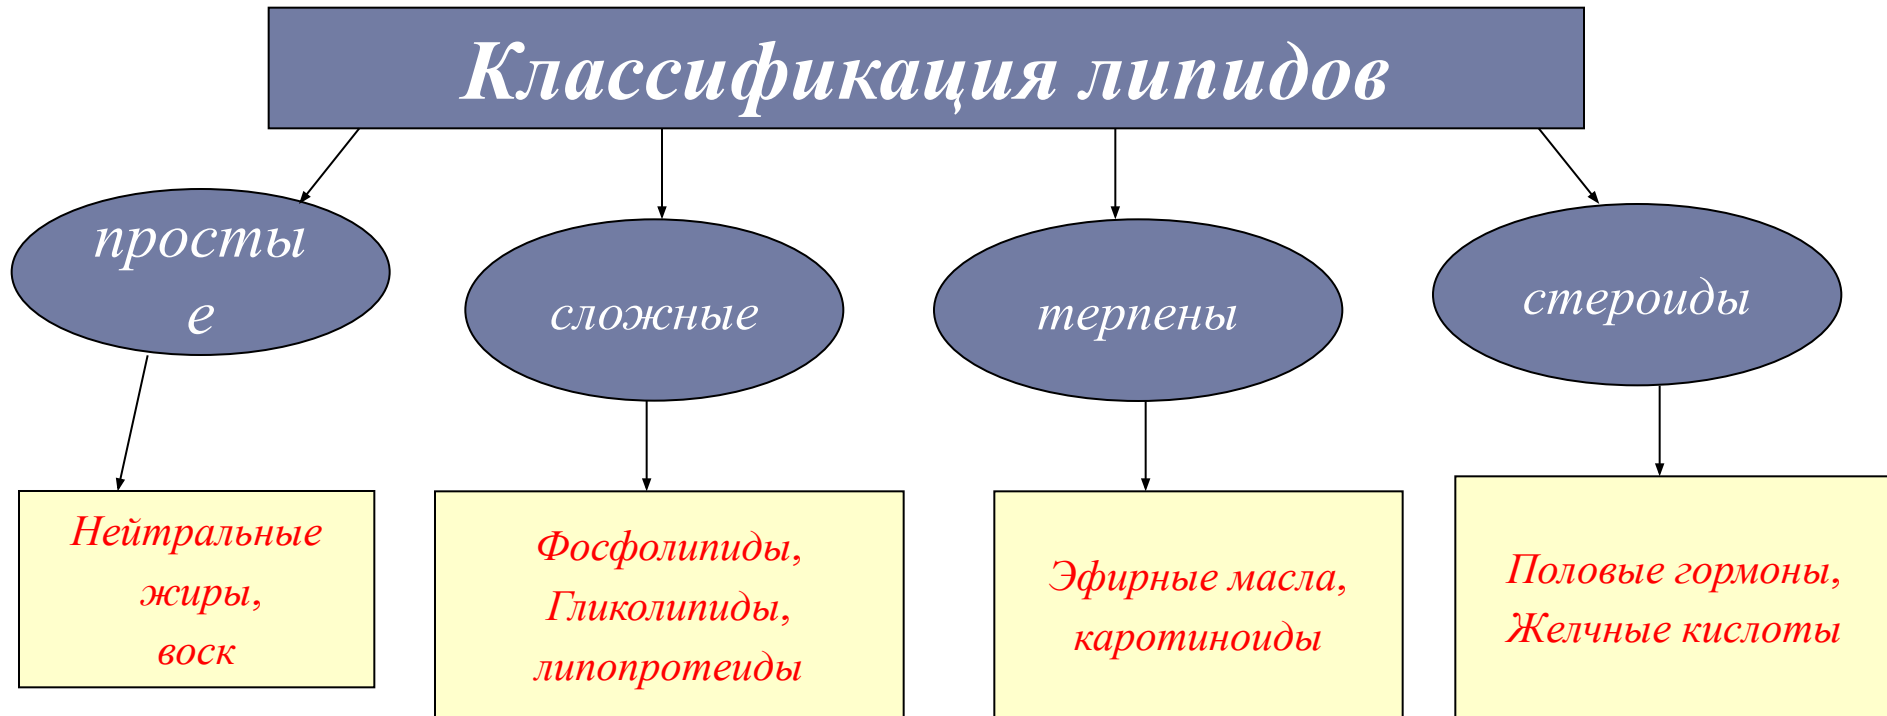 Классификация липидов
просты
е
сложные
терпены
стероиды
Нейтральные
жиры,
воск
Фосфолипиды,
Гликолипиды,
липопротеиды
Эфирные масла,
каротиноиды
Половые гормоны,
Желчные кислоты